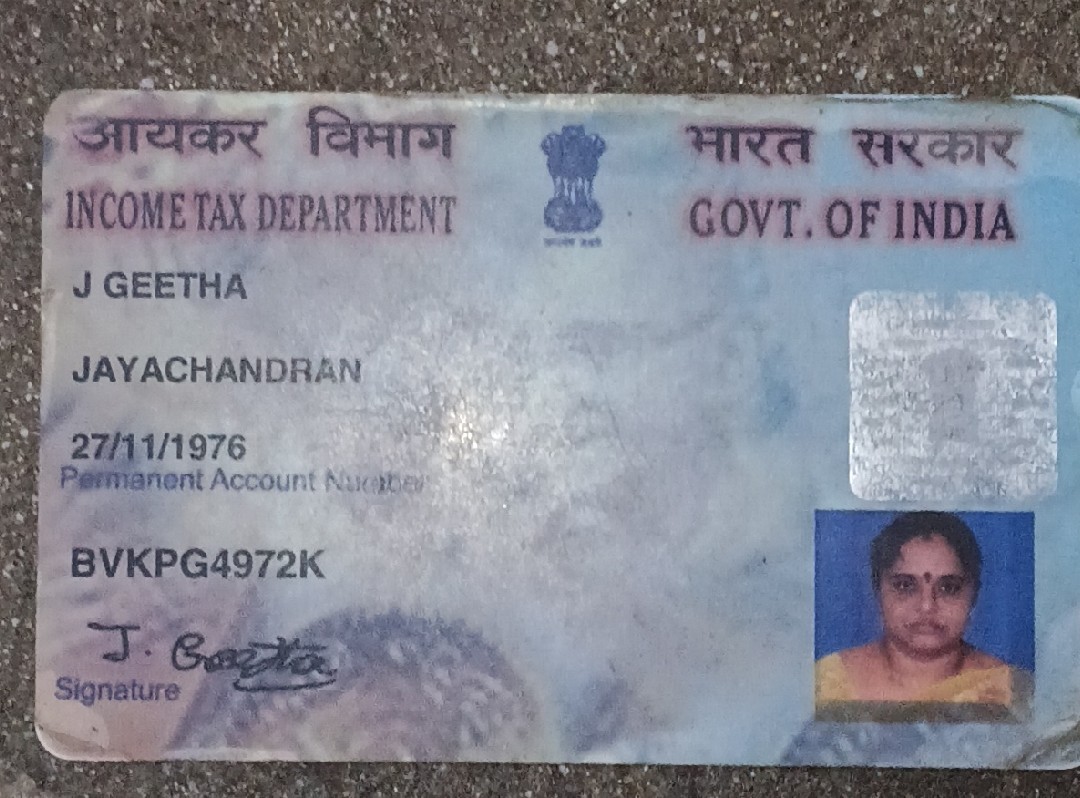 आयकर विभाग
INCOME TAX DEPARTMENT
भारत सरकार
GOVT. OF INDIA
J GEETHA
JAYACHANDRAN
27/11/1976
Permanent Account Number
BVKPG4972K
J. Geetha
Signature